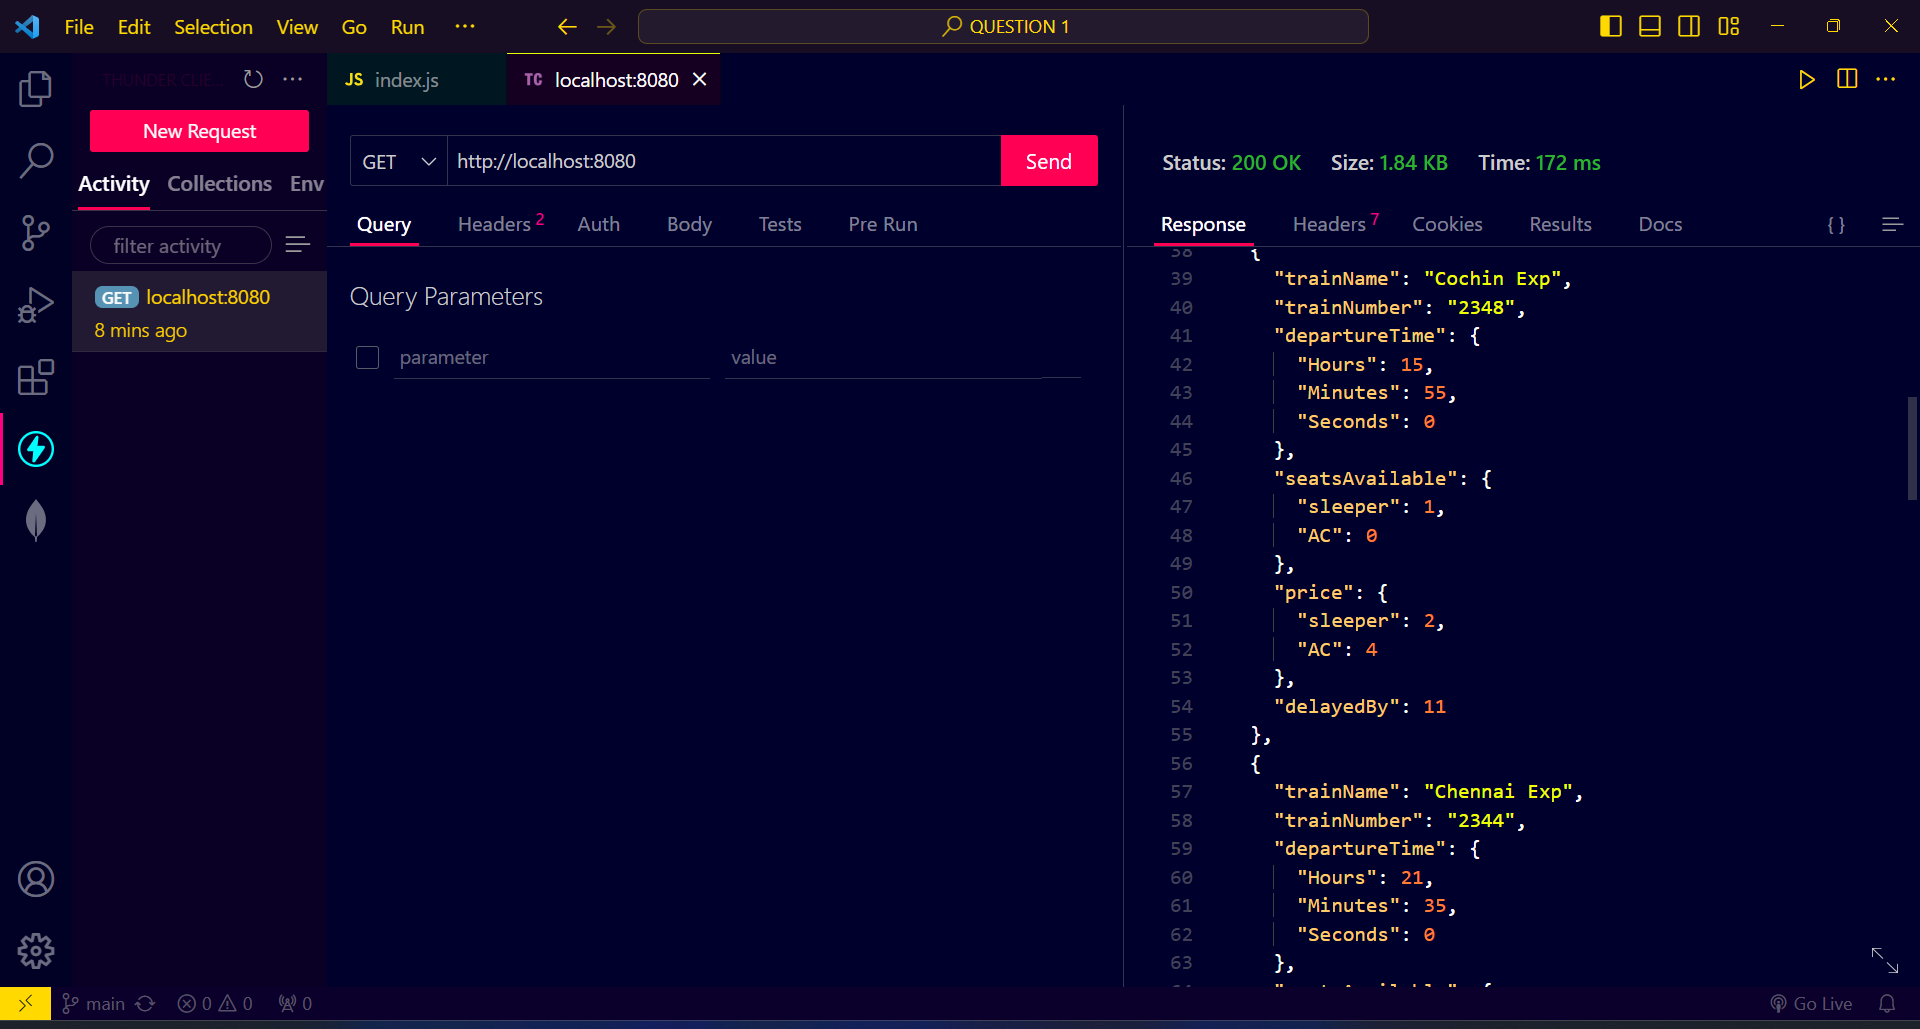 File Edit Selection View Go Run ··· QUESTION 1
THUNDER CLIE...
JS index.js TC localhost:8080
New Request
Activity Collections Env
filter activity
GET localhost:8080
8 mins ago
GET http://localhost:8080 Send
Query Headers 2 Auth Body Tests Pre Run
Query Parameters
parameter value
Status: 200 OK Size: 1.84 KB Time: 172 ms
Response Headers 7 Cookies Results Docs {}
38 {
39 "trainName": "Cochin Exp",
40 "trainNumber": "2348",
41 "departureTime": {
42 "Hours": 15,
43 "Minutes": 55,
44 "Seconds": 0
45 },
46 "seatsAvailable": {
47 "sleeper": 1,
48 "AC": 0
49 },
50 "price": {
51 "sleeper": 2,
52 "AC": 4
53 },
54 "delayedBy": 11
55 },
56 {
57 "trainName": "Chennai Exp",
58 "trainNumber": "2344",
59 "departureTime": {
60 "Hours": 21,
61 "Minutes": 35,
62 "Seconds": 0
63 },
main 0 0 0 Go Live